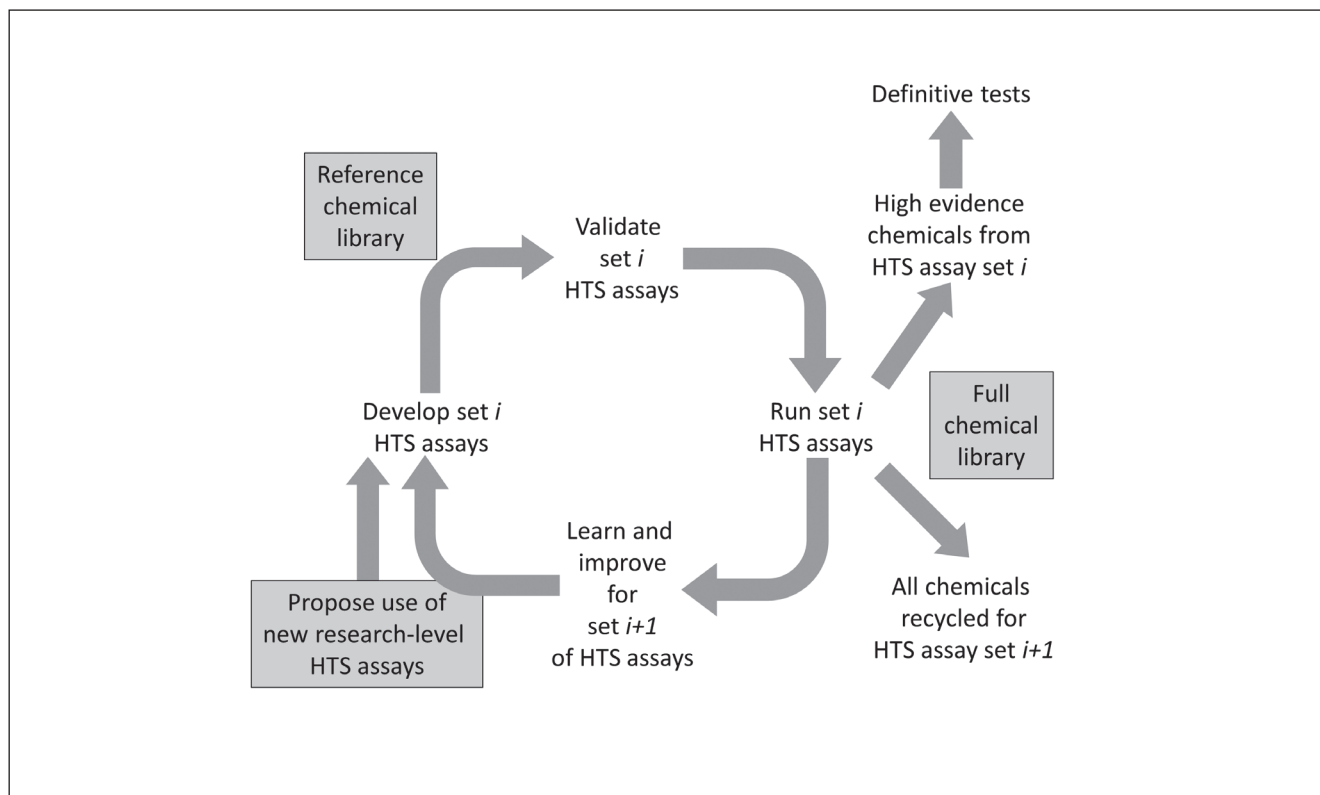 Definitive tests
High evidence
chemicals from
HTS assay set i
Reference
chemical
library
Validate
set i
HTS assays
Develop set i
HTS assays
Run set i
HTS assays
Full
chemical
library
Learn and
improve
for
set i+1
of HTS assays
Propose use of
new research-level
HTS assays
All chemicals
recycled for
HTS assay set i+1